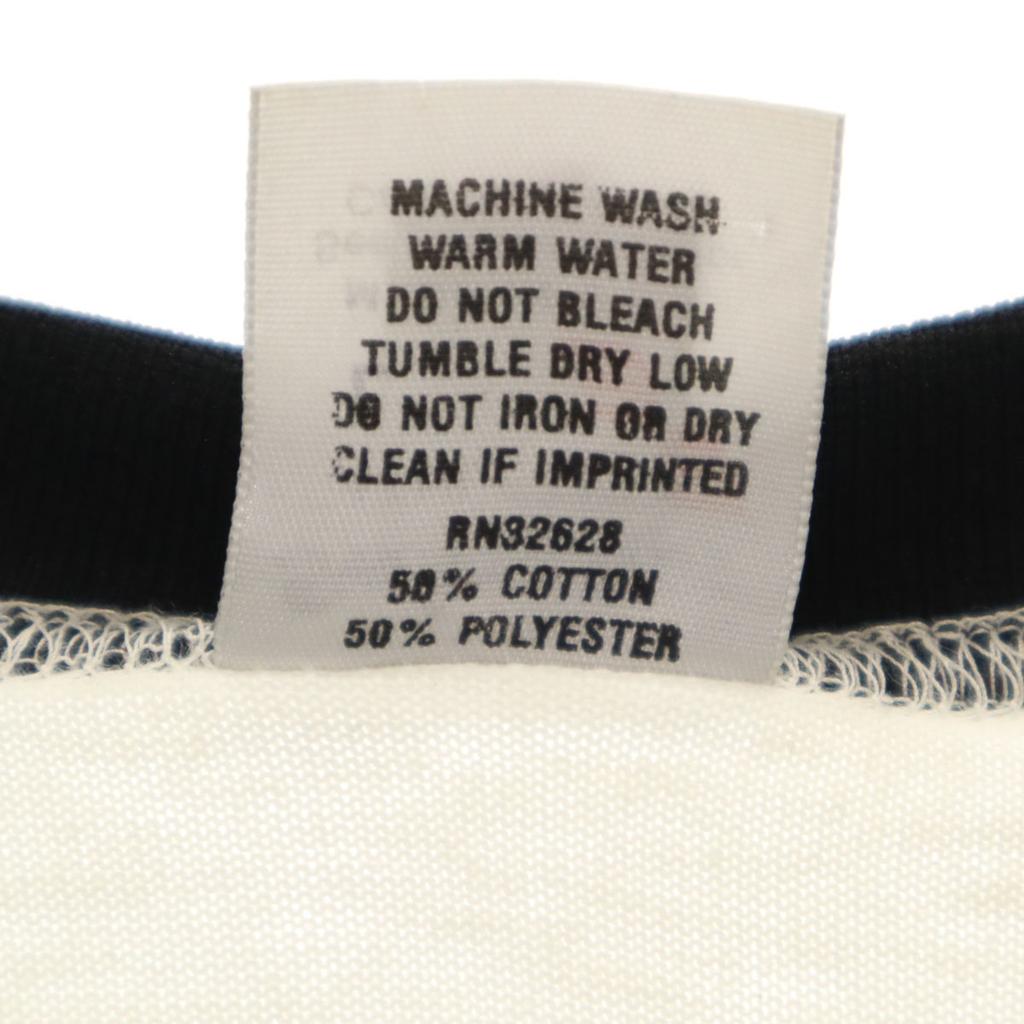 MACHINE WASH
WARM WATER
DO NOT BLEACH
TUMBLE DRY LOW
DO NOT IRON OR DRY
CLEAN IF IMPRINTED
RN32628
50% COTTON
50% POLYESTER